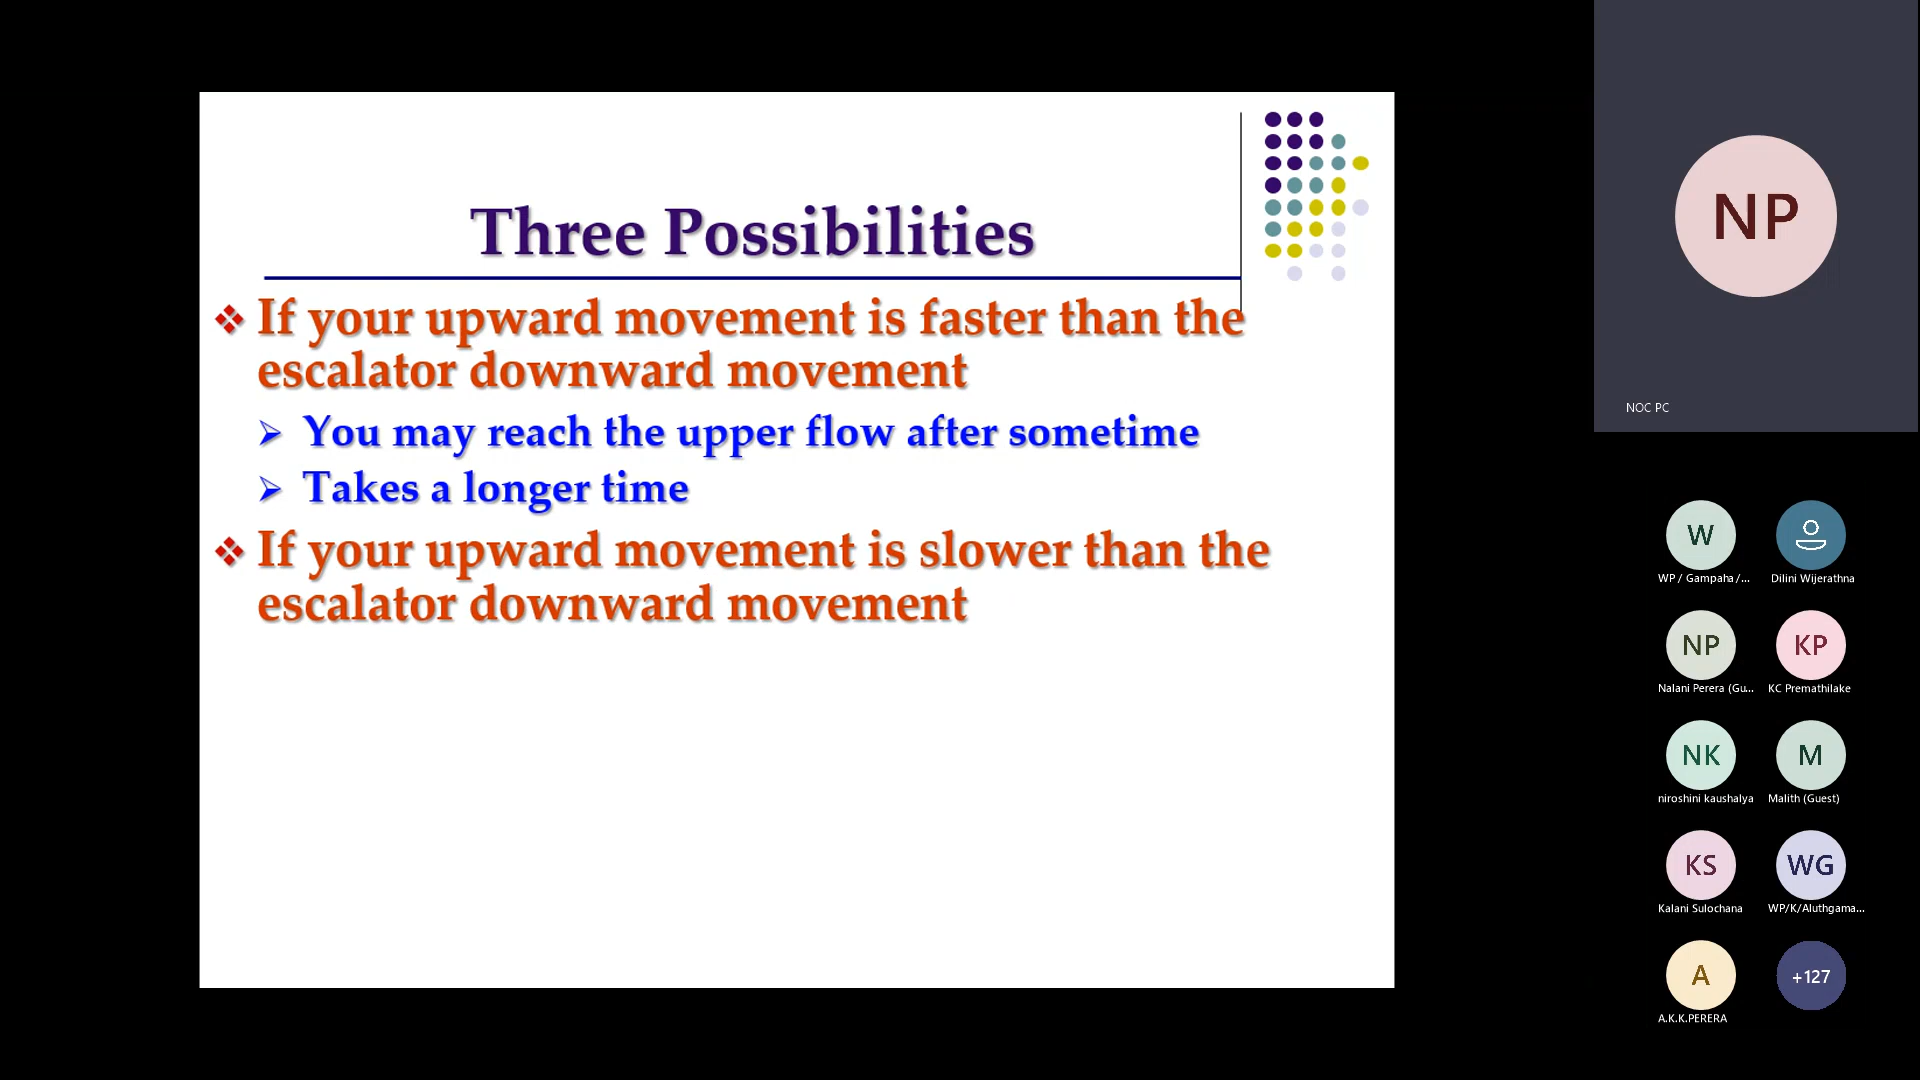 Three Possibilities
If your upward movement is faster than the
escalator downward movement
You may reach the upper flow after sometime
Takes a longer time
If your upward movement is slower than the
escalator downward movement
NP
NOC PC
W
WP / Gampaha /...
Dilini Wijerathna
NP
Nalani Perera (Gu...
KP
KC Premathilake
NK
niroshini kaushalya
M
Malith (Guest)
KS
Kalani Sulochana
WG
WP/K/Aluthgama...
A
A.K.K.PERERA
+127